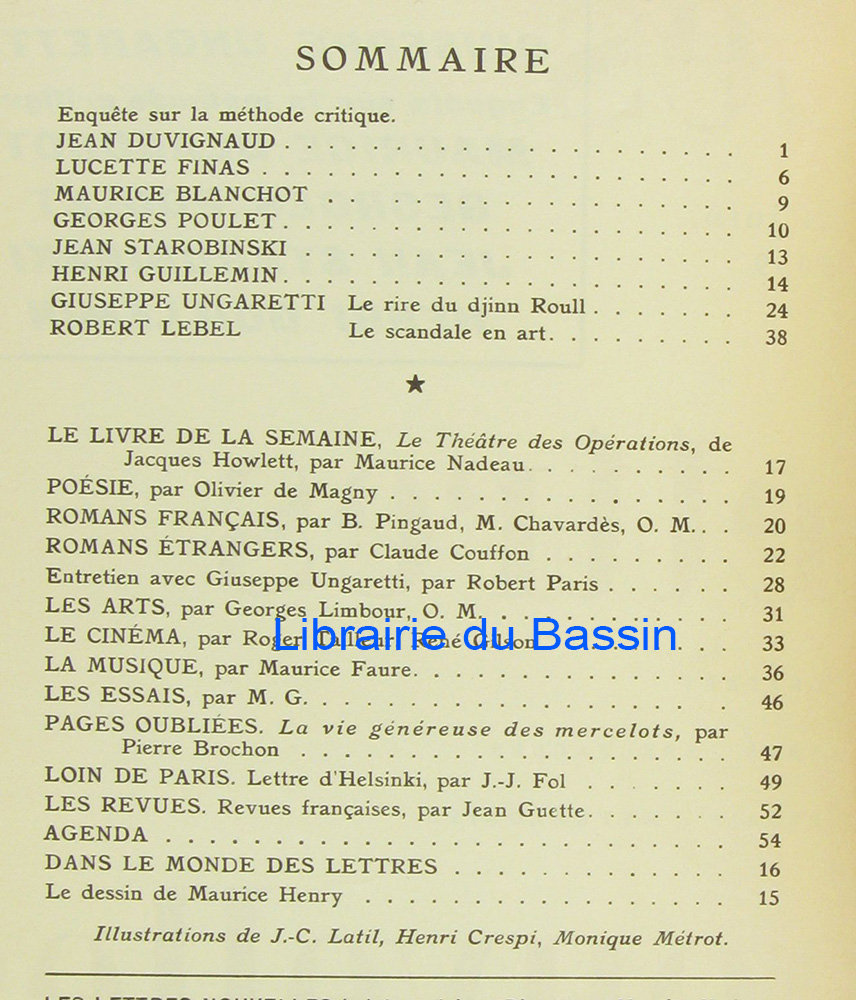 SOMMAIRE
Enquête sur la méthode critique.
JEAN DUVIGNAUD . . . . . . . . . . . . . . . . . 1
LUCETTE FINAS . . . . . . . . . . . . . . . . . . 6
MAURICE BLANCHOT . . . . . . . . . . . . . . . . 9
GEORGES POULET . . . . . . . . . . . . . . . . . 10
JEAN STAROBINSKI . . . . . . . . . . . . . . . . 13
HENRI GUILLEMIN . . . . . . . . . . . . . . . . . 14
GIUSEPPE UNGARETTI Le rire du djinn Roull . . . . . . . 24
ROBERT LEBEL Le scandale en art . . . . . . . . . 38
★
LE LIVRE DE LA SEMAINE, Le Théâtre des Opérations, de
Jacques Howlett, par Maurice Nadeau . . . . . . . . 17
POÉSIE, par Olivier de Magny . . . . . . . . . . . . . 19
ROMANS FRANÇAIS, par B. Pingaud, M. Chavardès, O. M. . . 20
ROMANS ÉTRANGERS, par Claude Couffon . . . . . . . 22
Entretien avec Giuseppe Ungaretti, par Robert Paris . . . . . 28
LES ARTS, par Georges Limbour, O. M. . . . . . . . . . 31
LE CINÉMA, par Roger Tailleur, René Gilson . . . . . . . 33
Librairie du Bassin
LA MUSIQUE, par Maurice Faure . . . . . . . . . . . . 36
LES ESSAIS, par M. G. . . . . . . . . . . . . . . . 46
PAGES OUBLIÉES. La vie généreuse des mercelots, par
Pierre Brochon . . . . . . . . . . . . . . . . 47
LOIN DE PARIS. Lettre d'Helsinki, par J.-J. Fol . . . . . . 49
LES REVUES. Revues françaises, par Jean Guette . . . . . . 52
AGENDA . . . . . . . . . . . . . . . . . . . . . 54
DANS LE MONDE DES LETTRES . . . . . . . . . . . 16
Le dessin de Maurice Henry . . . . . . . . . . . . . . 15
Illustrations de J.-C. Latil, Henri Crespi, Monique Métrot.